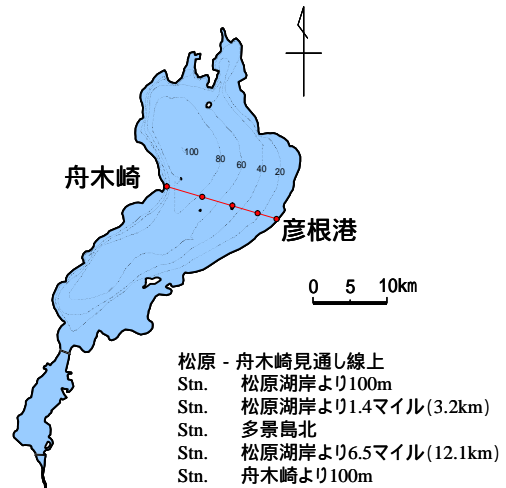 舟木崎
100
80
60
40
20
彦根港
0 5 10km
松原 - 舟木崎見通し線上
Stn. 松原湖岸より100m
Stn. 松原湖岸より1.4マイル(3.2km)
Stn. 多景島北
Stn. 松原湖岸より6.5マイル(12.1km)
Stn. 舟木崎より100m